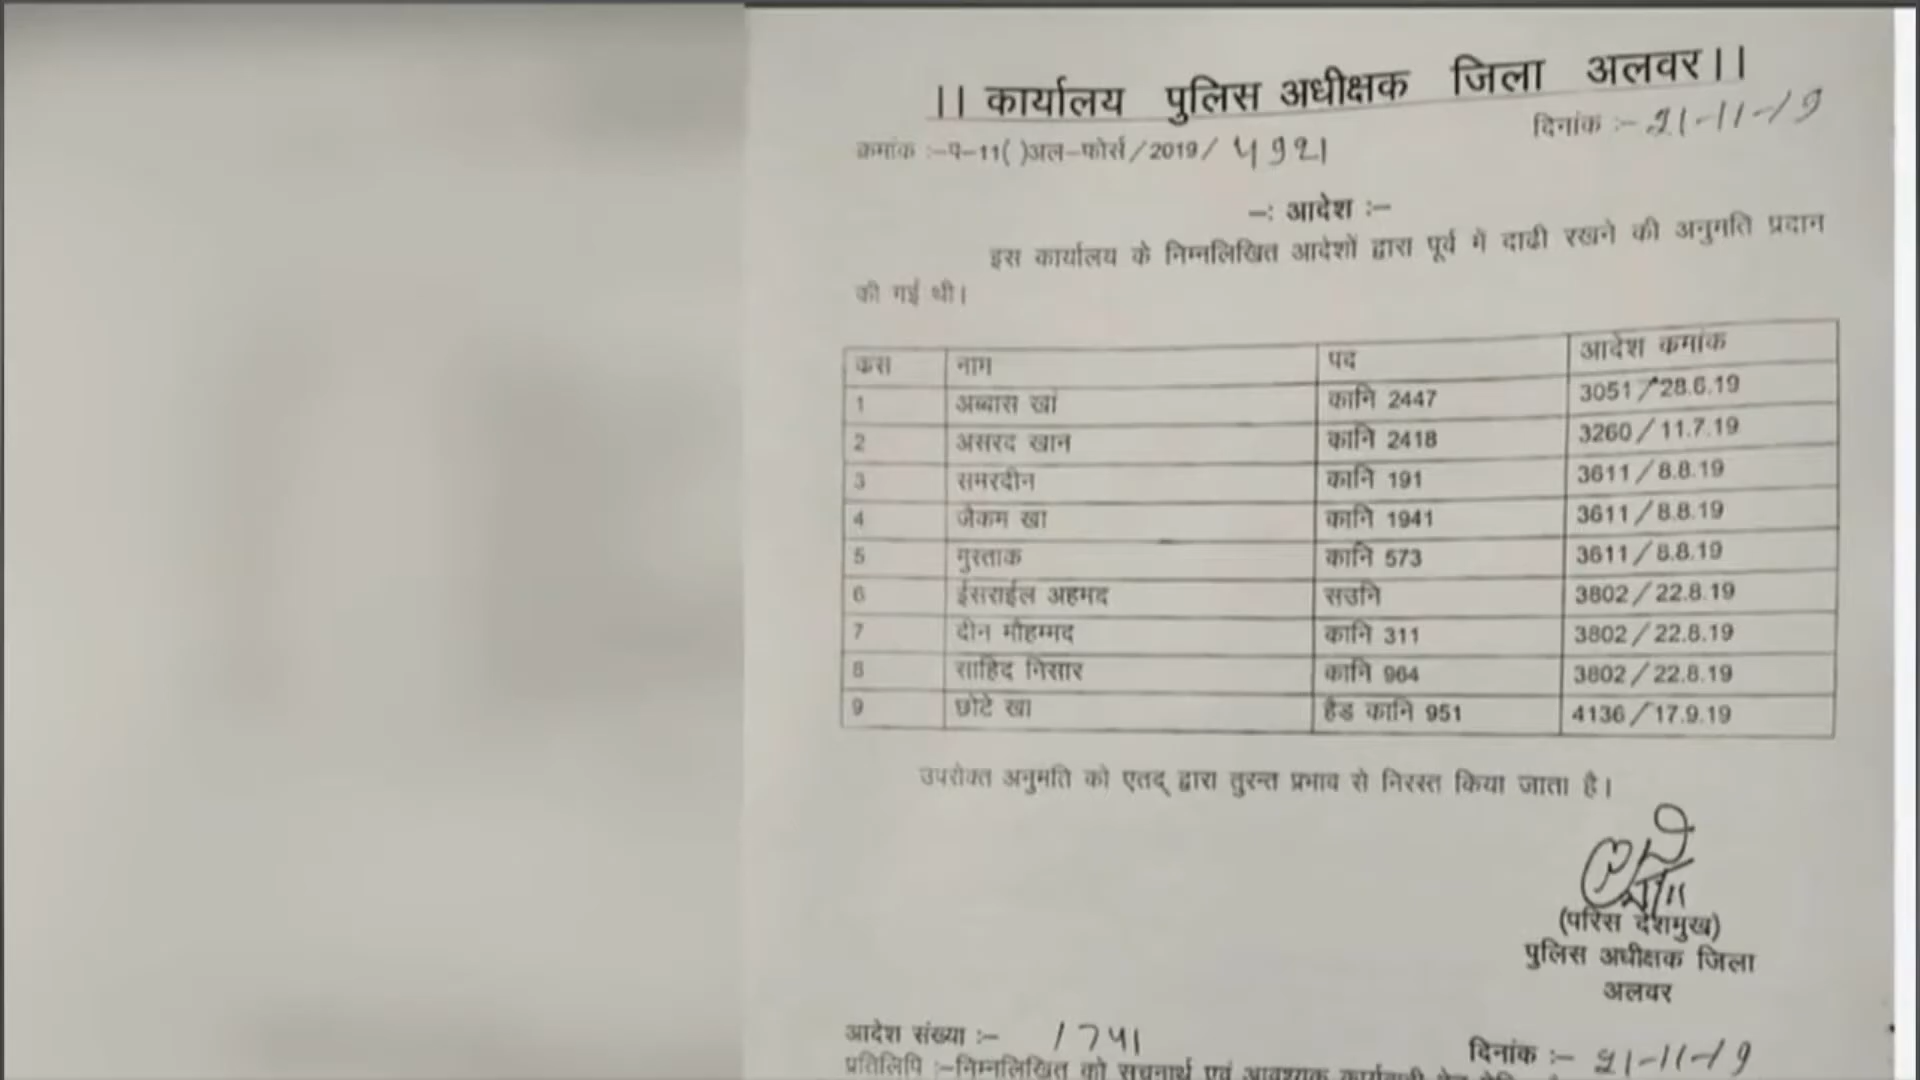 ।। कार्यालय पुलिस अधीक्षक जिला अलवर।।
दिनांक :- 21-11-19
कमांक :-प-11( )अल-फोर्स/2019/ 4921
-: आदेश :-
इस कार्यालय के निम्नलिखित आदेशों द्वारा पूर्व में दाढी रखने की अनुमति प्रदान
की गई थी।
कस नाम पद आदेश कमांक
1 अब्बास खां कानि 2447 3051/28.6.19
2 असरद खान कानि 2418 3260/11.7.19
3 समरदीन कानि 191 3611/8.8.19
4 जैकम खा कानि 1941 3611/8.8.19
5 मुस्ताक कानि 573 3611/8.8.19
6 ईसराईल अहमद सउनि 3802/22.8.19
7 दीन मौहम्मद कानि 311 3802/22.8.19
8 साहिद निसार कानि 964 3802/22.8.19
9 छोटे खा हैड कानि 951 4136/17.9.19
उपरोक्त अनुमति को एतद् द्वारा तुरन्त प्रभाव से निरस्त किया जाता है।
(परिस देशमुख)
पुलिस अधीक्षक जिला
अलवर
आदेश संख्या :- 1741
दिनांक :- 21-11-19
प्रतिलिपि :-निम्नलिखित को सूचनार्थ एवं आवश्यक कार्यवाही